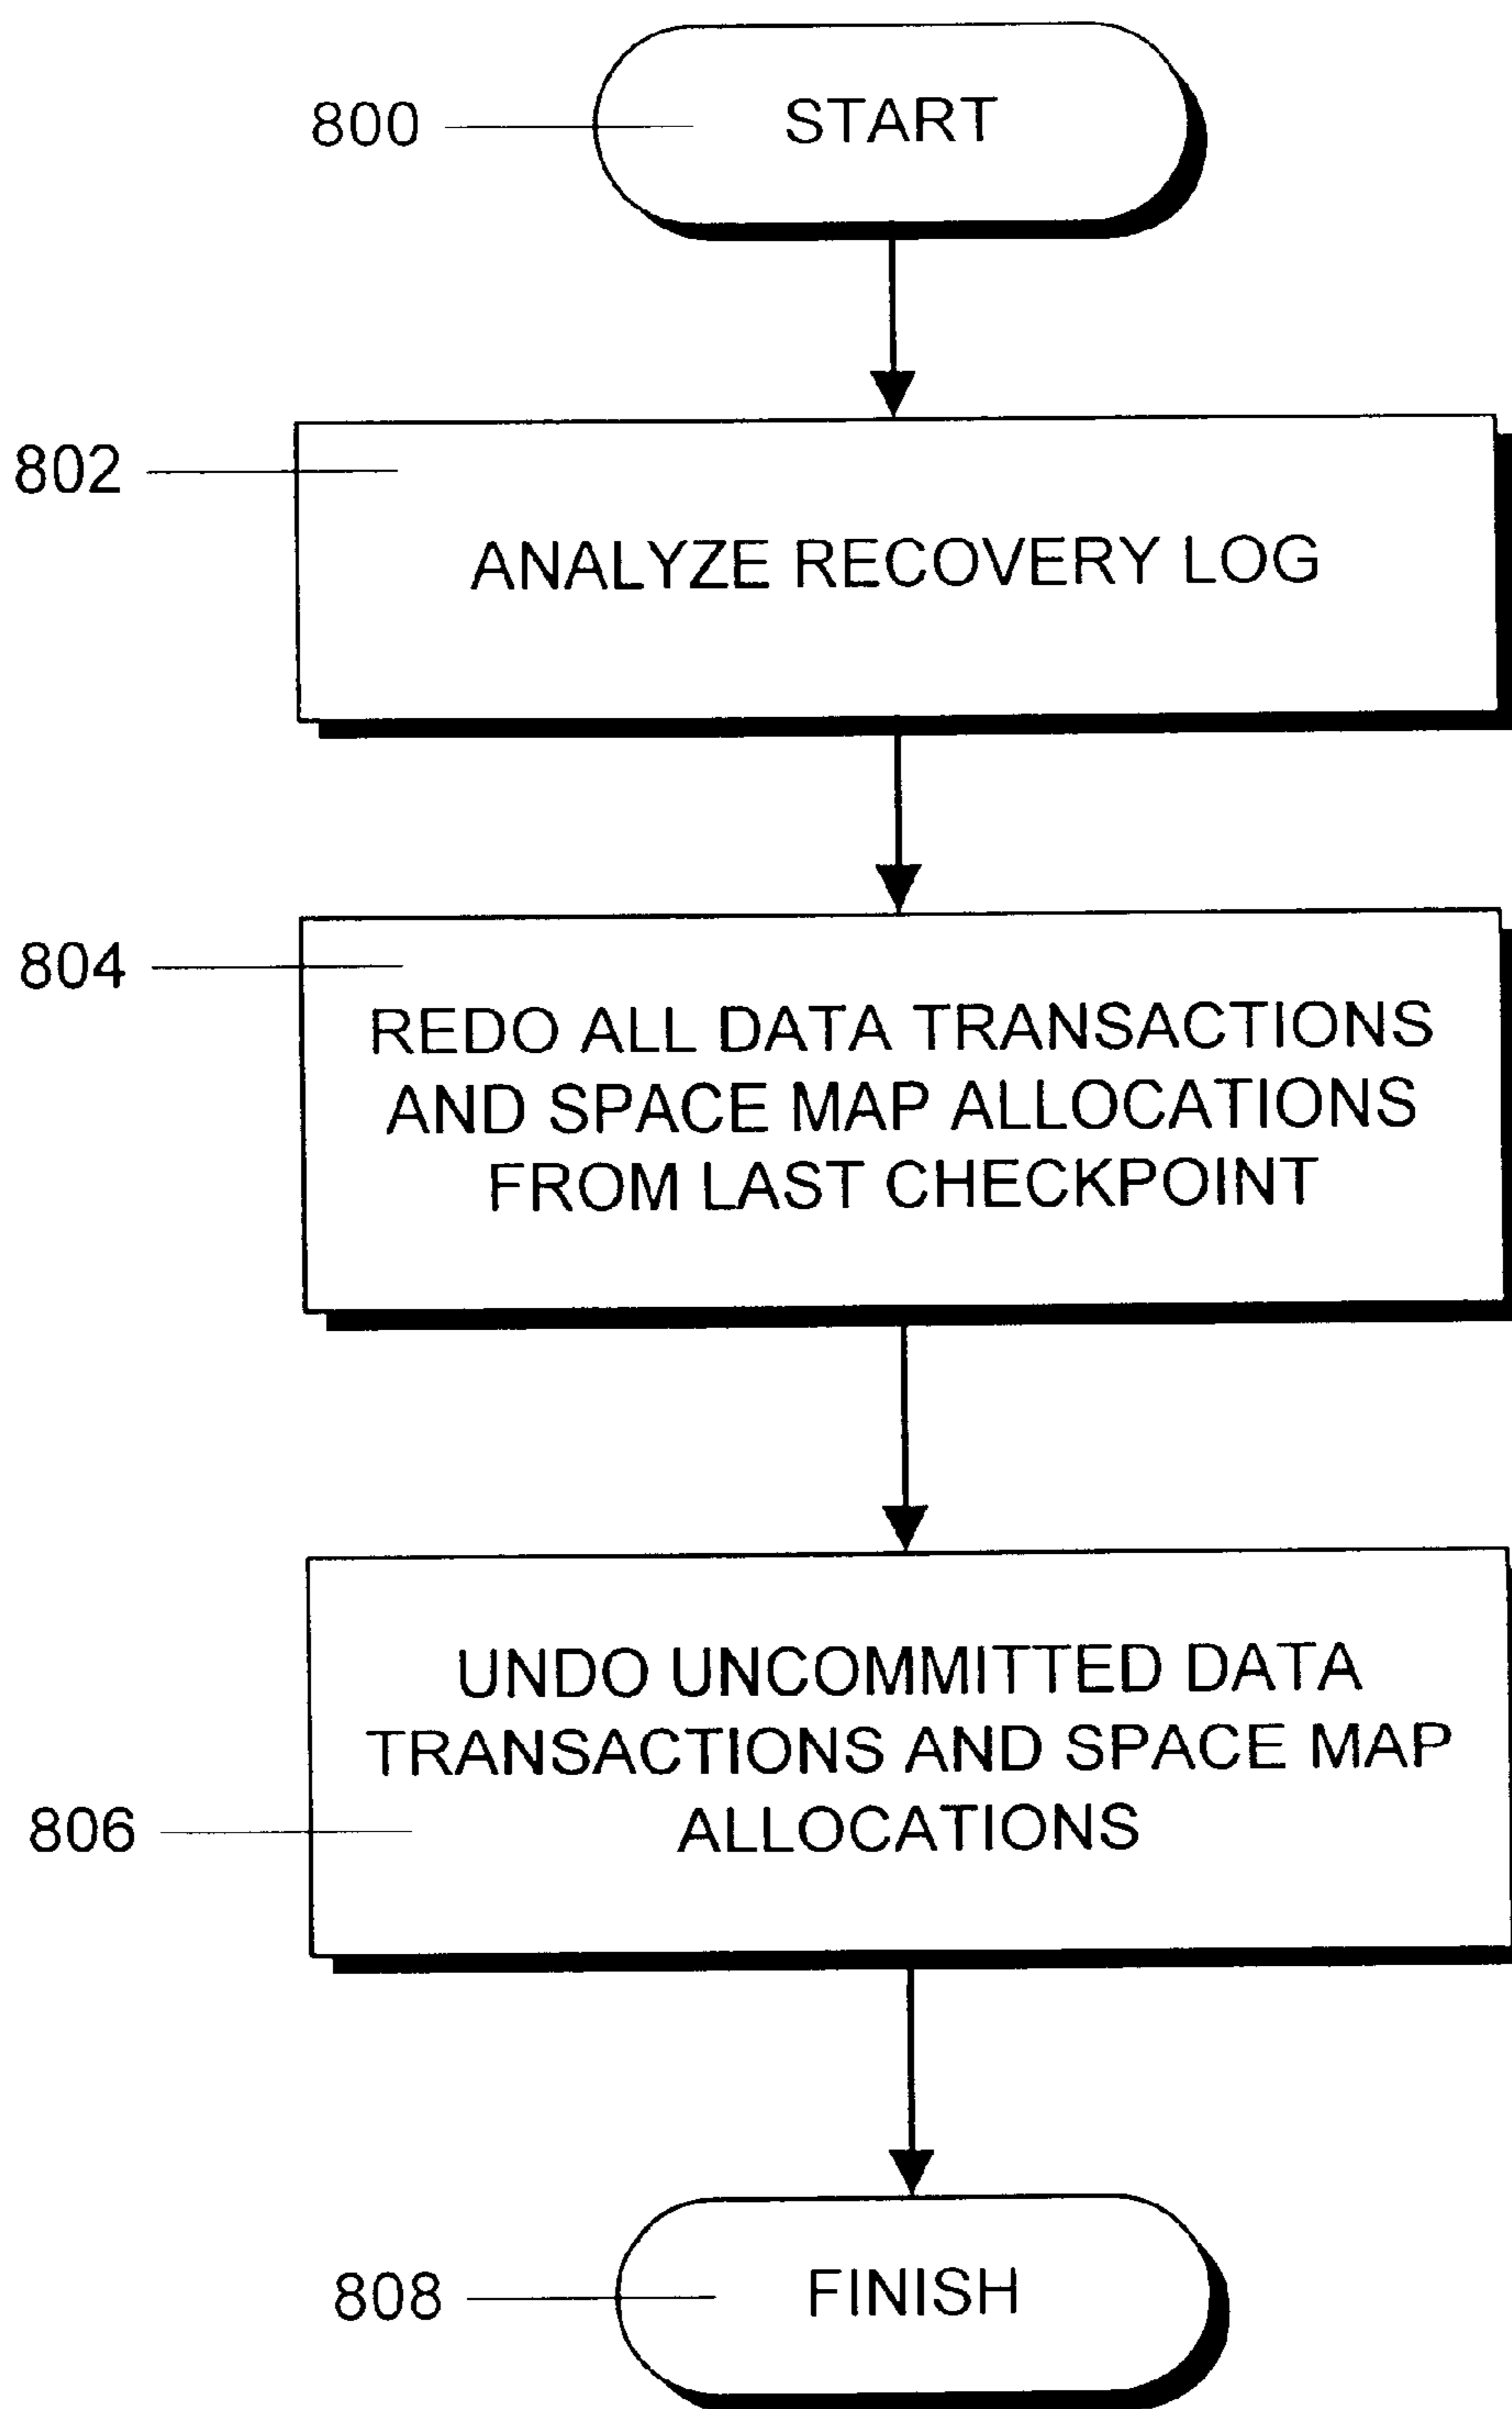 800
START
802
ANALYZE RECOVERY LOG
804
REDO ALL DATA TRANSACTIONS
AND SPACE MAP ALLOCATIONS
FROM LAST CHECKPOINT
UNDO UNCOMMITTED DATA
TRANSACTIONS AND SPACE MAP
806
ALLOCATIONS
808
FINISH